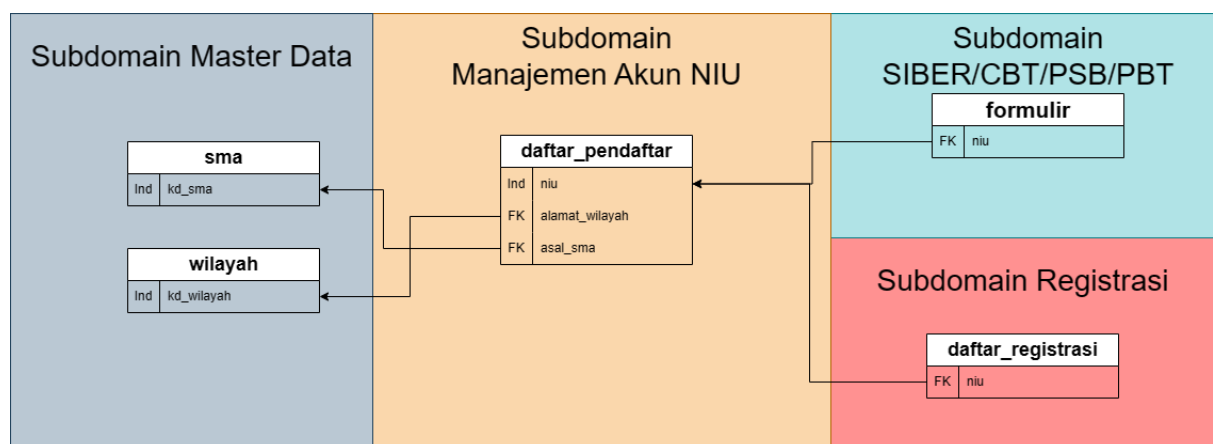 Subdomain Master Data
sma
Ind kd_sma
wilayah
Ind kd_wilayah
Subdomain
Manajemen Akun NIU
daftar_pendaftar
Ind niu
FK alamat_wilayah
FK asal_sma
Subdomain
SIBER/CBT/PSB/PBT
formulir
FK niu
Subdomain Registrasi
daftar_registrasi
FK niu